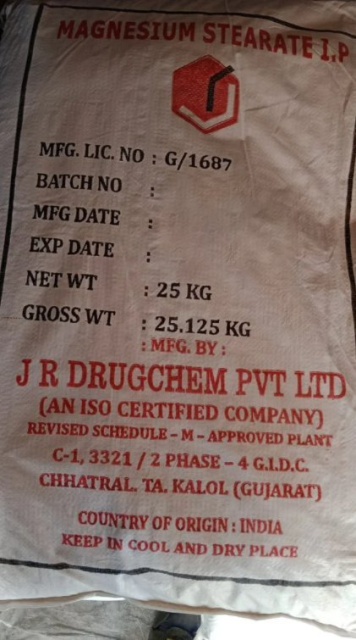 MAGNESIUM STEARATE I.P
MFG. LIC. NO : G/1687
BATCH NO :
MFG DATE :
EXP DATE :
NET WT : 25 KG
GROSS WT : 25.125 KG
: MFG. BY :
J R DRUGCHEM PVT LTD
(AN ISO CERTIFIED COMPANY)
REVISED SCHEDULE - M - APPROVED PLANT
C-1, 3321 / 2 PHASE - 4 G.I.D.C.
CHHATRAL. TA. KALOL (GUJARAT)
COUNTRY OF ORIGIN : INDIA
KEEP IN COOL AND DRY PLACE